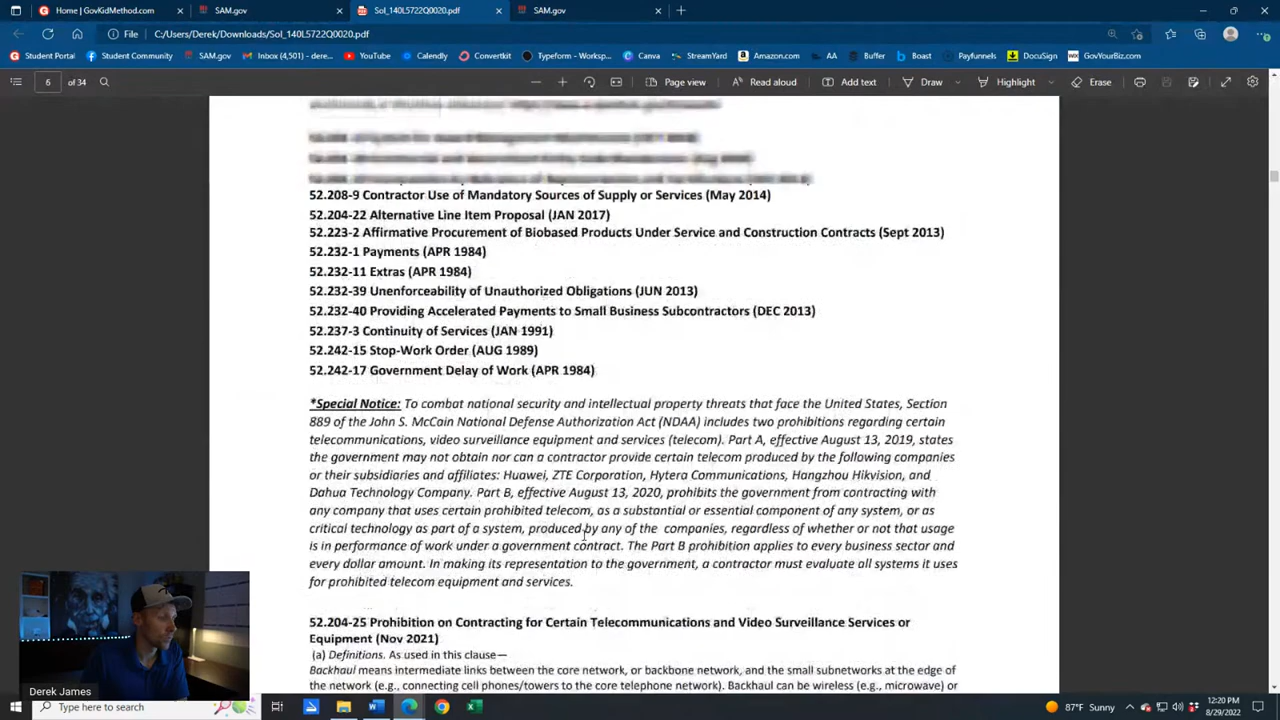 Home | GovKidMethod.com
SAM.gov
Sol_140L5722Q0020.pdf
SAM.gov
File
C:/Users/Derek/Downloads/Sol_140L5722Q0020.pdf
Student Portal
Student Community
SAM.gov
Inbox (4,501) - dere...
YouTube
Calendly
Convertkit
Typeform - Worksp...
Canva
StreamYard
Amazon.com
AA
Buffer
Boast
Payfunnels
DocuSign
GovYourBiz.com
6 of 34
Page view
Read aloud
Add text
Draw
Highlight
Erase
52.208-9 Contractor Use of Mandatory Sources of Supply or Services (May 2014)
52.204-22 Alternative Line Item Proposal (JAN 2017)
52.223-2 Affirmative Procurement of Biobased Products Under Service and Construction Contracts (Sept 2013)
52.232-1 Payments (APR 1984)
52.232-11 Extras (APR 1984)
52.232-39 Unenforceability of Unauthorized Obligations (JUN 2013)
52.232-40 Providing Accelerated Payments to Small Business Subcontractors (DEC 2013)
52.237-3 Continuity of Services (JAN 1991)
52.242-15 Stop-Work Order (AUG 1989)
52.242-17 Government Delay of Work (APR 1984)
*Special Notice: To combat national security and intellectual property threats that face the United States, Section
889 of the John S. McCain National Defense Authorization Act (NDAA) includes two prohibitions regarding certain
telecommunications, video surveillance equipment and services (telecom). Part A, effective August 13, 2019, states
the government may not obtain nor can a contractor provide certain telecom produced by the following companies
or their subsidiaries and affiliates: Huawei, ZTE Corporation, Hytera Communications, Hangzhou Hikvision, and
Dahua Technology Company. Part B, effective August 13, 2020, prohibits the government from contracting with
any company that uses certain prohibited telecom, as a substantial or essential component of any system, or as
critical technology as part of a system, produced by any of the companies, regardless of whether or not that usage
is in performance of work under a government contract. The Part B prohibition applies to every business sector and
every dollar amount. In making its representation to the government, a contractor must evaluate all systems it uses
for prohibited telecom equipment and services.
52.204-25 Prohibition on Contracting for Certain Telecommunications and Video Surveillance Services or
Equipment (Nov 2021)
(a) Definitions. As used in this clause—
Backhaul means intermediate links between the core network, or backbone network, and the small subnetworks at the edge of
the network (e.g., connecting cell phones/towers to the core telephone network). Backhaul can be wireless (e.g., microwave) or
Derek James
Type here to search
87°F Sunny
12:20 PM
8/29/2022